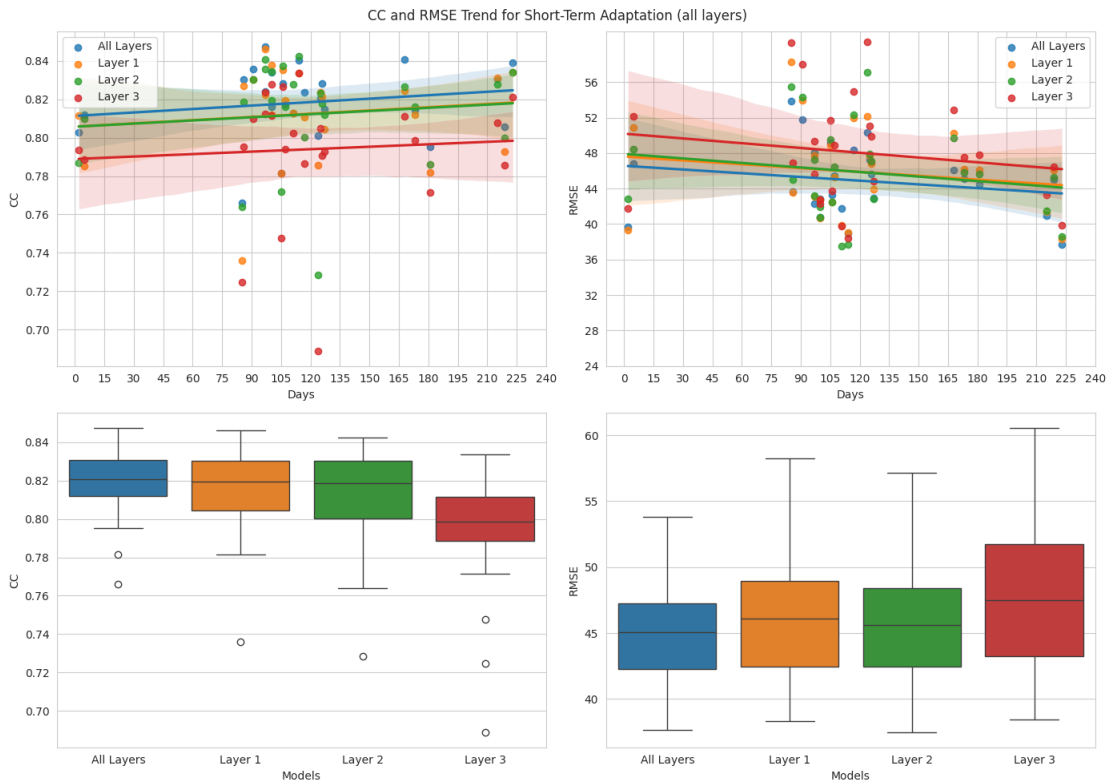 CC and RMSE Trend for Short-Term Adaptation (all layers)
All Layers
Layer 1
Layer 2
Layer 3
0.84
0.82
0.80
0.78
0.76
0.74
0.72
0.70
CC
0 15 30 45 60 75 90 105 120 135 150 165 180 195 210 225 240
Days
All Layers
Layer 1
Layer 2
Layer 3
56
52
48
44
40
36
32
28
24
RMSE
0 15 30 45 60 75 90 105 120 135 150 165 180 195 210 225 240
Days
0.84
0.82
0.80
0.78
0.76
0.74
0.72
0.70
CC
All Layers Layer 1 Layer 2 Layer 3
Models
60
55
50
45
40
RMSE
All Layers Layer 1 Layer 2 Layer 3
Models